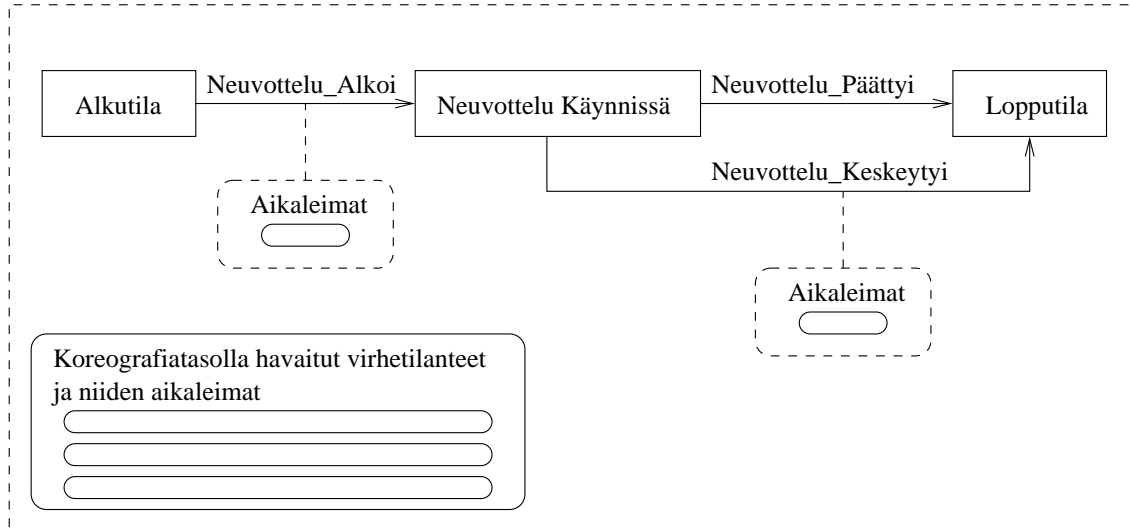 Neuvottelu_Alkoi
Neuvottelu_Päättyi
Alkutila
Neuvottelu Käynnissä
Lopputila
Neuvottelu_Keskeytyi
Aikaleimat
Aikaleimat
Koreografiatasolla havaitut virhetilanteet
ja niiden aikaleimat